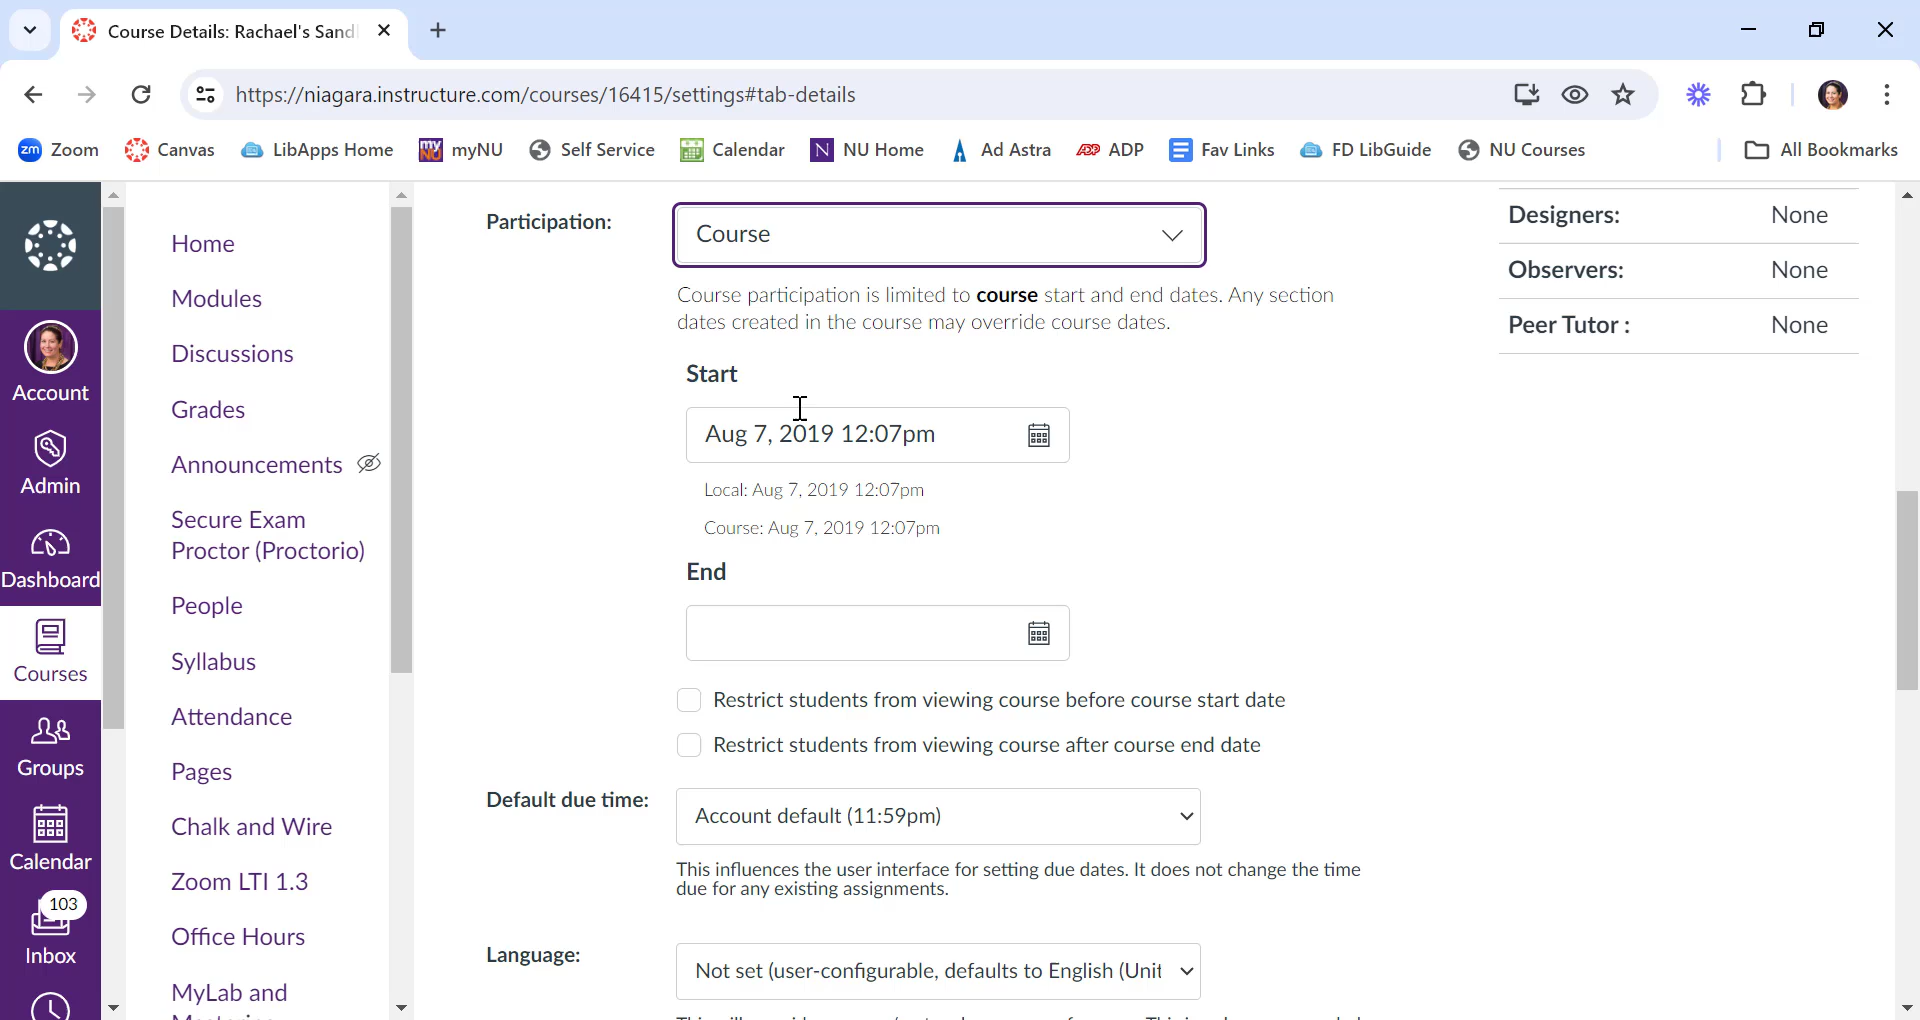 Course Details: Rachael's Sand
https://niagara.instructure.com/courses/16415/settings#tab-details
zm Zoom
Canvas
LibApps Home
my NU myNU
Self Service
Calendar
N NU Home
Ad Astra
ADP ADP
Fav Links
FD LibGuide
NU Courses
All Bookmarks
Account
Admin
Dashboard
Courses
Groups
Calendar
103
Inbox
Home
Modules
Discussions
Grades
Announcements
Secure Exam
Proctor (Proctorio)
People
Syllabus
Attendance
Pages
Chalk and Wire
Zoom LTI 1.3
Office Hours
MyLab and
Participation:
Course
Course participation is limited to course start and end dates. Any section
dates created in the course may override course dates.
Start
Aug 7, 2019 12:07pm
Local: Aug 7, 2019 12:07pm
Course: Aug 7, 2019 12:07pm
End
Restrict students from viewing course before course start date
Restrict students from viewing course after course end date
Default due time:
Account default (11:59pm)
This influences the user interface for setting due dates. It does not change the time
due for any existing assignments.
Language:
Not set (user-configurable, defaults to English (Unit
Designers: None
Observers: None
Peer Tutor : None